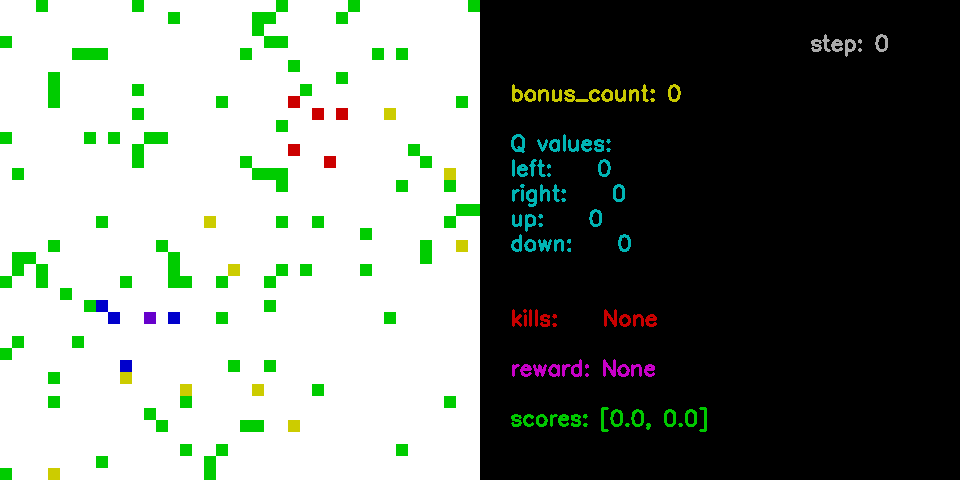 step: 0
bonus_count: 0
Q values:
left: 0
right: 0
up: 0
down: 0
kills: None
reward: None
scores: [0.0, 0.0]